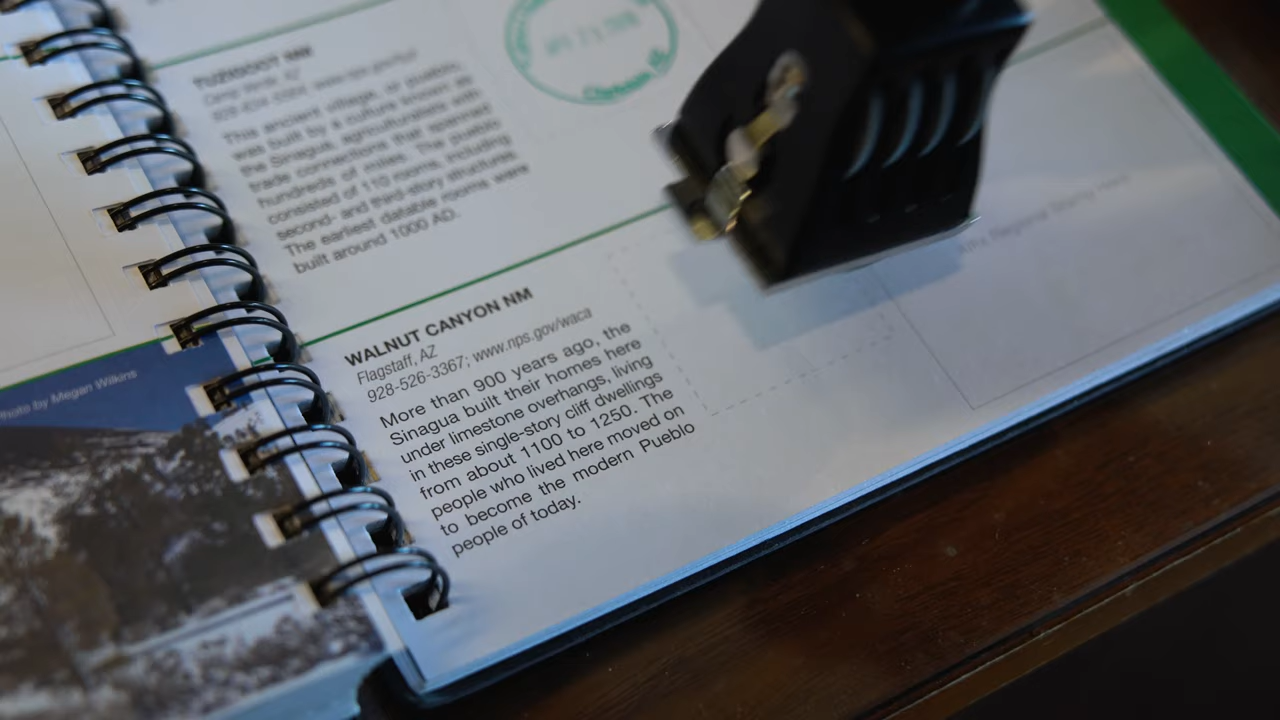 TUZIGOOT NM
This ancient village, or pueblo,
was built by a culture known as
the Sinagua, agriculturalists with
trade connections that spanned
hundreds of miles. The pueblo
consisted of 110 rooms, including
second- and third-story structures.
The earliest datable rooms were
built around 1000 AD.
WALNUT CANYON NM
Flagstaff, AZ
928-526-3367; www.nps.gov/waca
More than 900 years ago, the
Sinagua built their homes here
under limestone overhangs, living
in these single-story cliff dwellings
from about 1100 to 1250. The
people who lived here moved on
to become the modern Pueblo
people of today.
Photo by Megan Wilkins